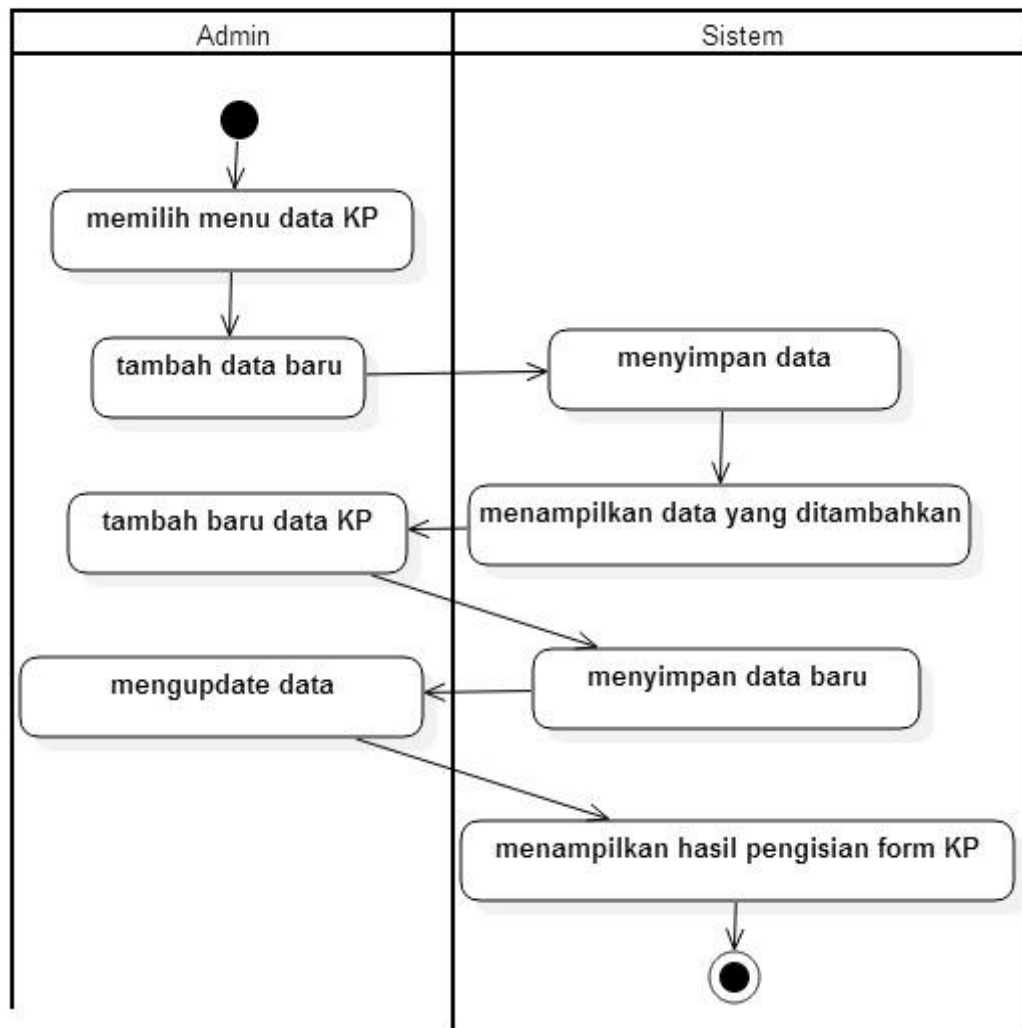 Admin
Sistem
memilih menu data KP
tambah data baru
menyimpan data
menampilkan data yang ditambahkan
tambah baru data KP
menyimpan data baru
mengupdate data
menampilkan hasil pengisian form KP